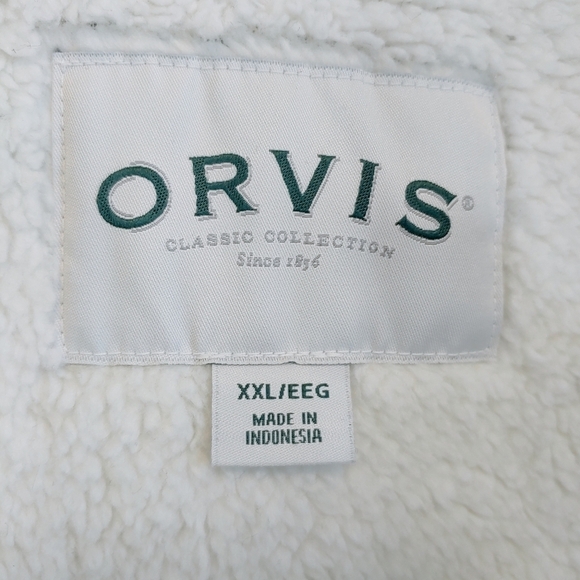 ORVIS®
CLASSIC COLLECTION
Since 1856
XXL/EEG
MADE IN
INDONESIA